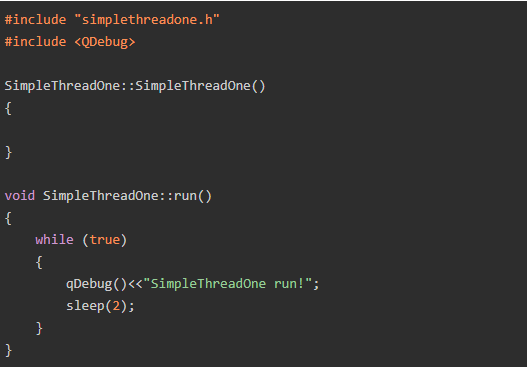 #include "simplethreadone.h"
#include <QDebug>
SimpleThreadOne::SimpleThreadOne()
{
}
void SimpleThreadOne::run()
{
    while (true)
    {
        qDebug()<<"SimpleThreadOne run!";
        sleep(2);
    }
}